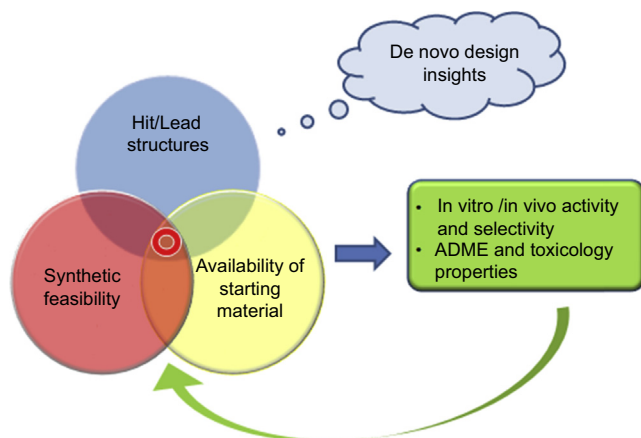 De novo design
insights
Hit/Lead
structures
Synthetic
feasibility
Availability of
starting
material
• In vitro /in vivo activity
and selectivity
• ADME and toxicology
properties